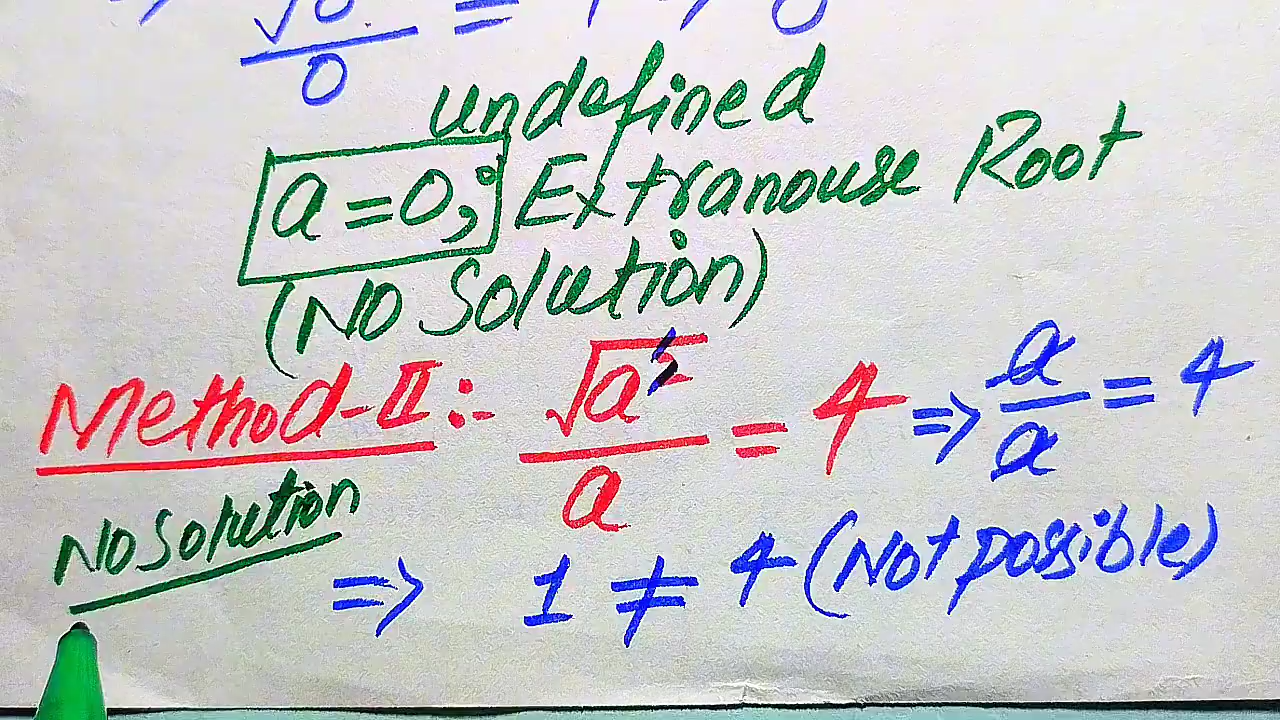 √0/0 = 4
undefined
a=0; Extranouse Root
(NO Solution)
Method-II:- √a²/a = 4 => a/a = 4
No Solution
=> 1 ≠ 4 (Not possible)